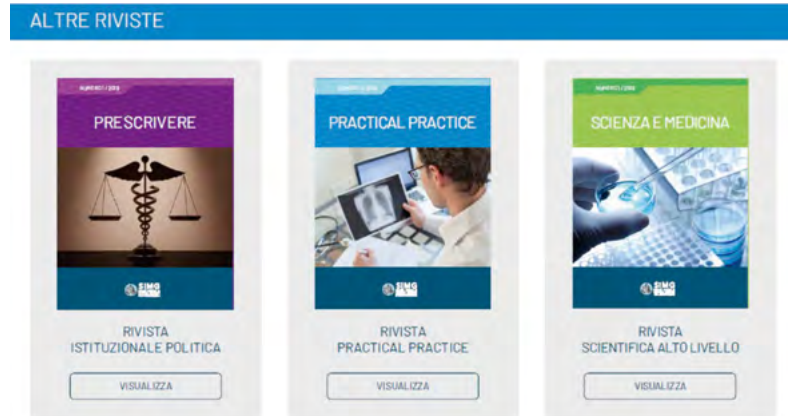 ALTRE RIVISTE
PRESCRIVERE
PRACTICAL PRACTICE
SCIENZA E MEDICINA
SIMG
SIMG
SIMG
RIVISTA
ISTITUZIONALE POLITICA
RIVISTA
PRACTICAL PRACTICE
RIVISTA
SCIENTIFICA ALTO LIVELLO
VISUALIZZA
VISUALIZZA
VISUALIZZA